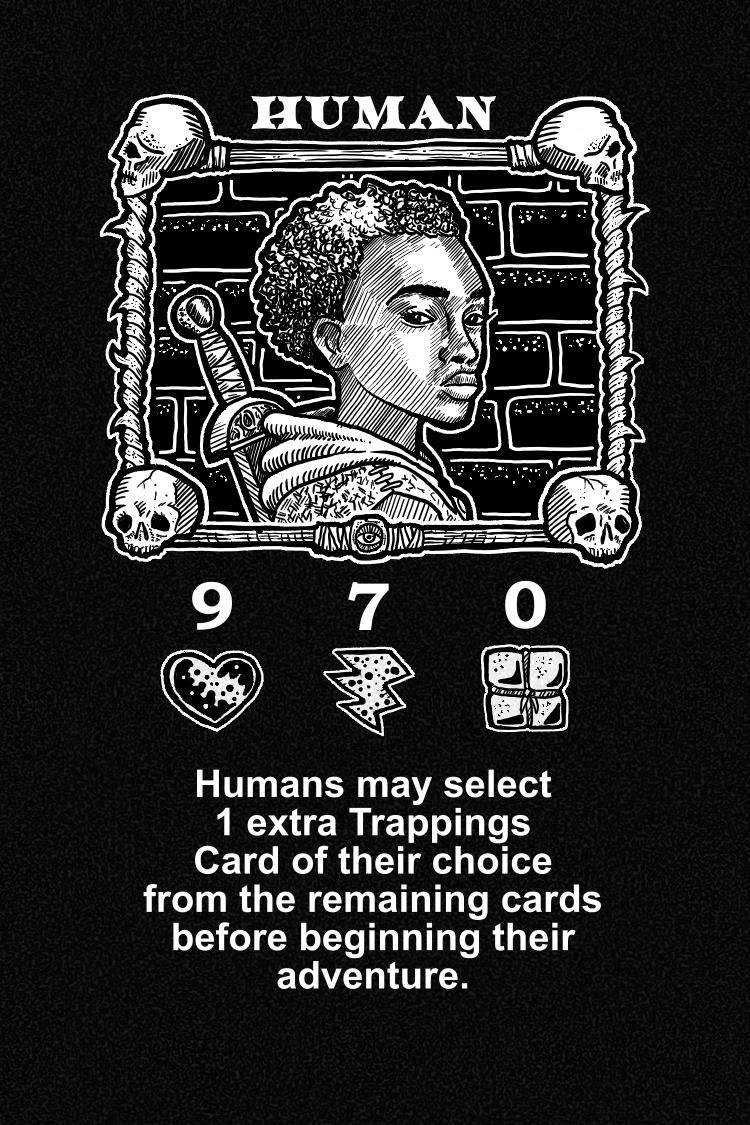 HUMAN
9 7 0
Humans may select
1 extra Trappings
Card of their choice
from the remaining cards
before beginning their
adventure.